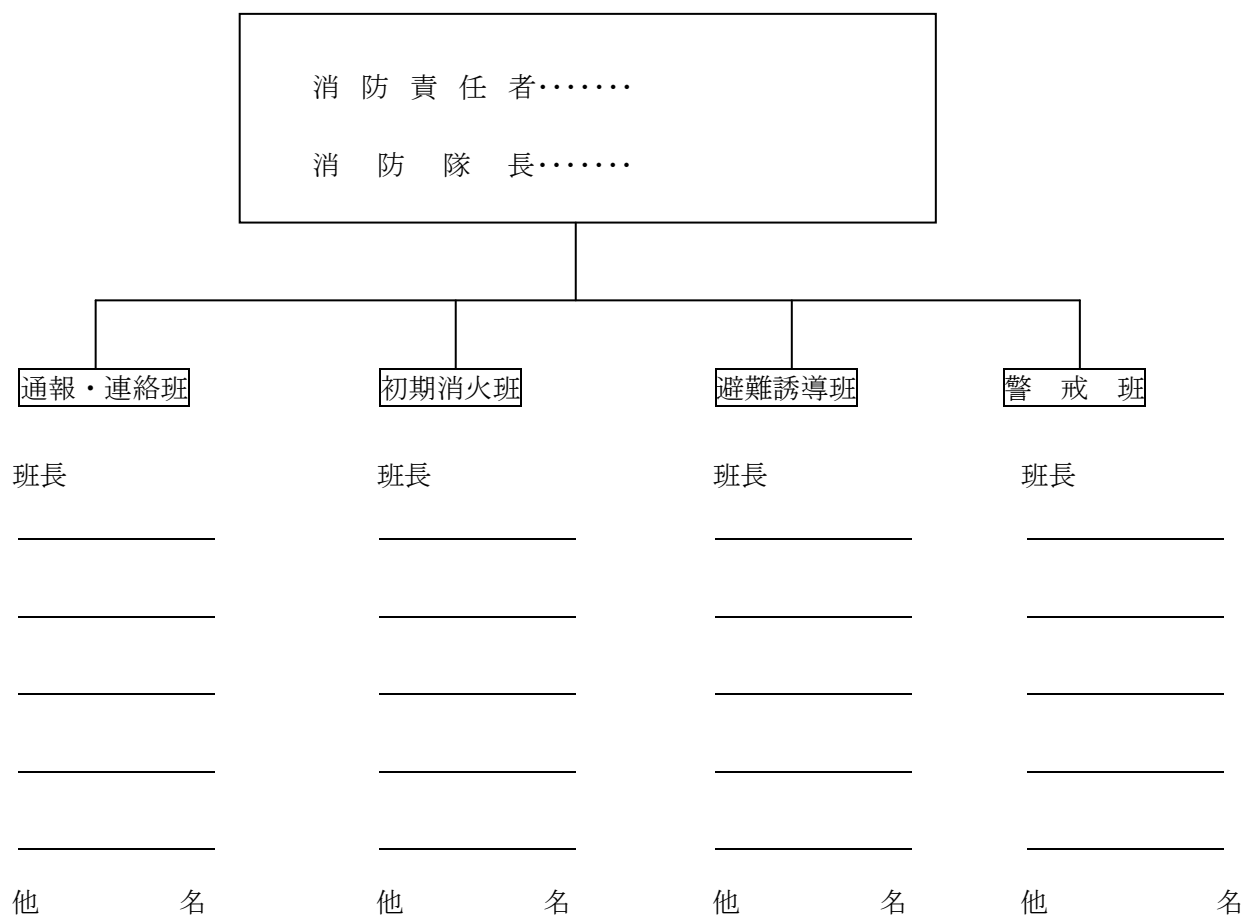 消防責任者・・・・・・・
消防隊長・・・・・・・
通報・連絡班 初期消火班 避難誘導班 警戒班
班長 班長 班長 班長
他 名 他 名 他 名 他 名